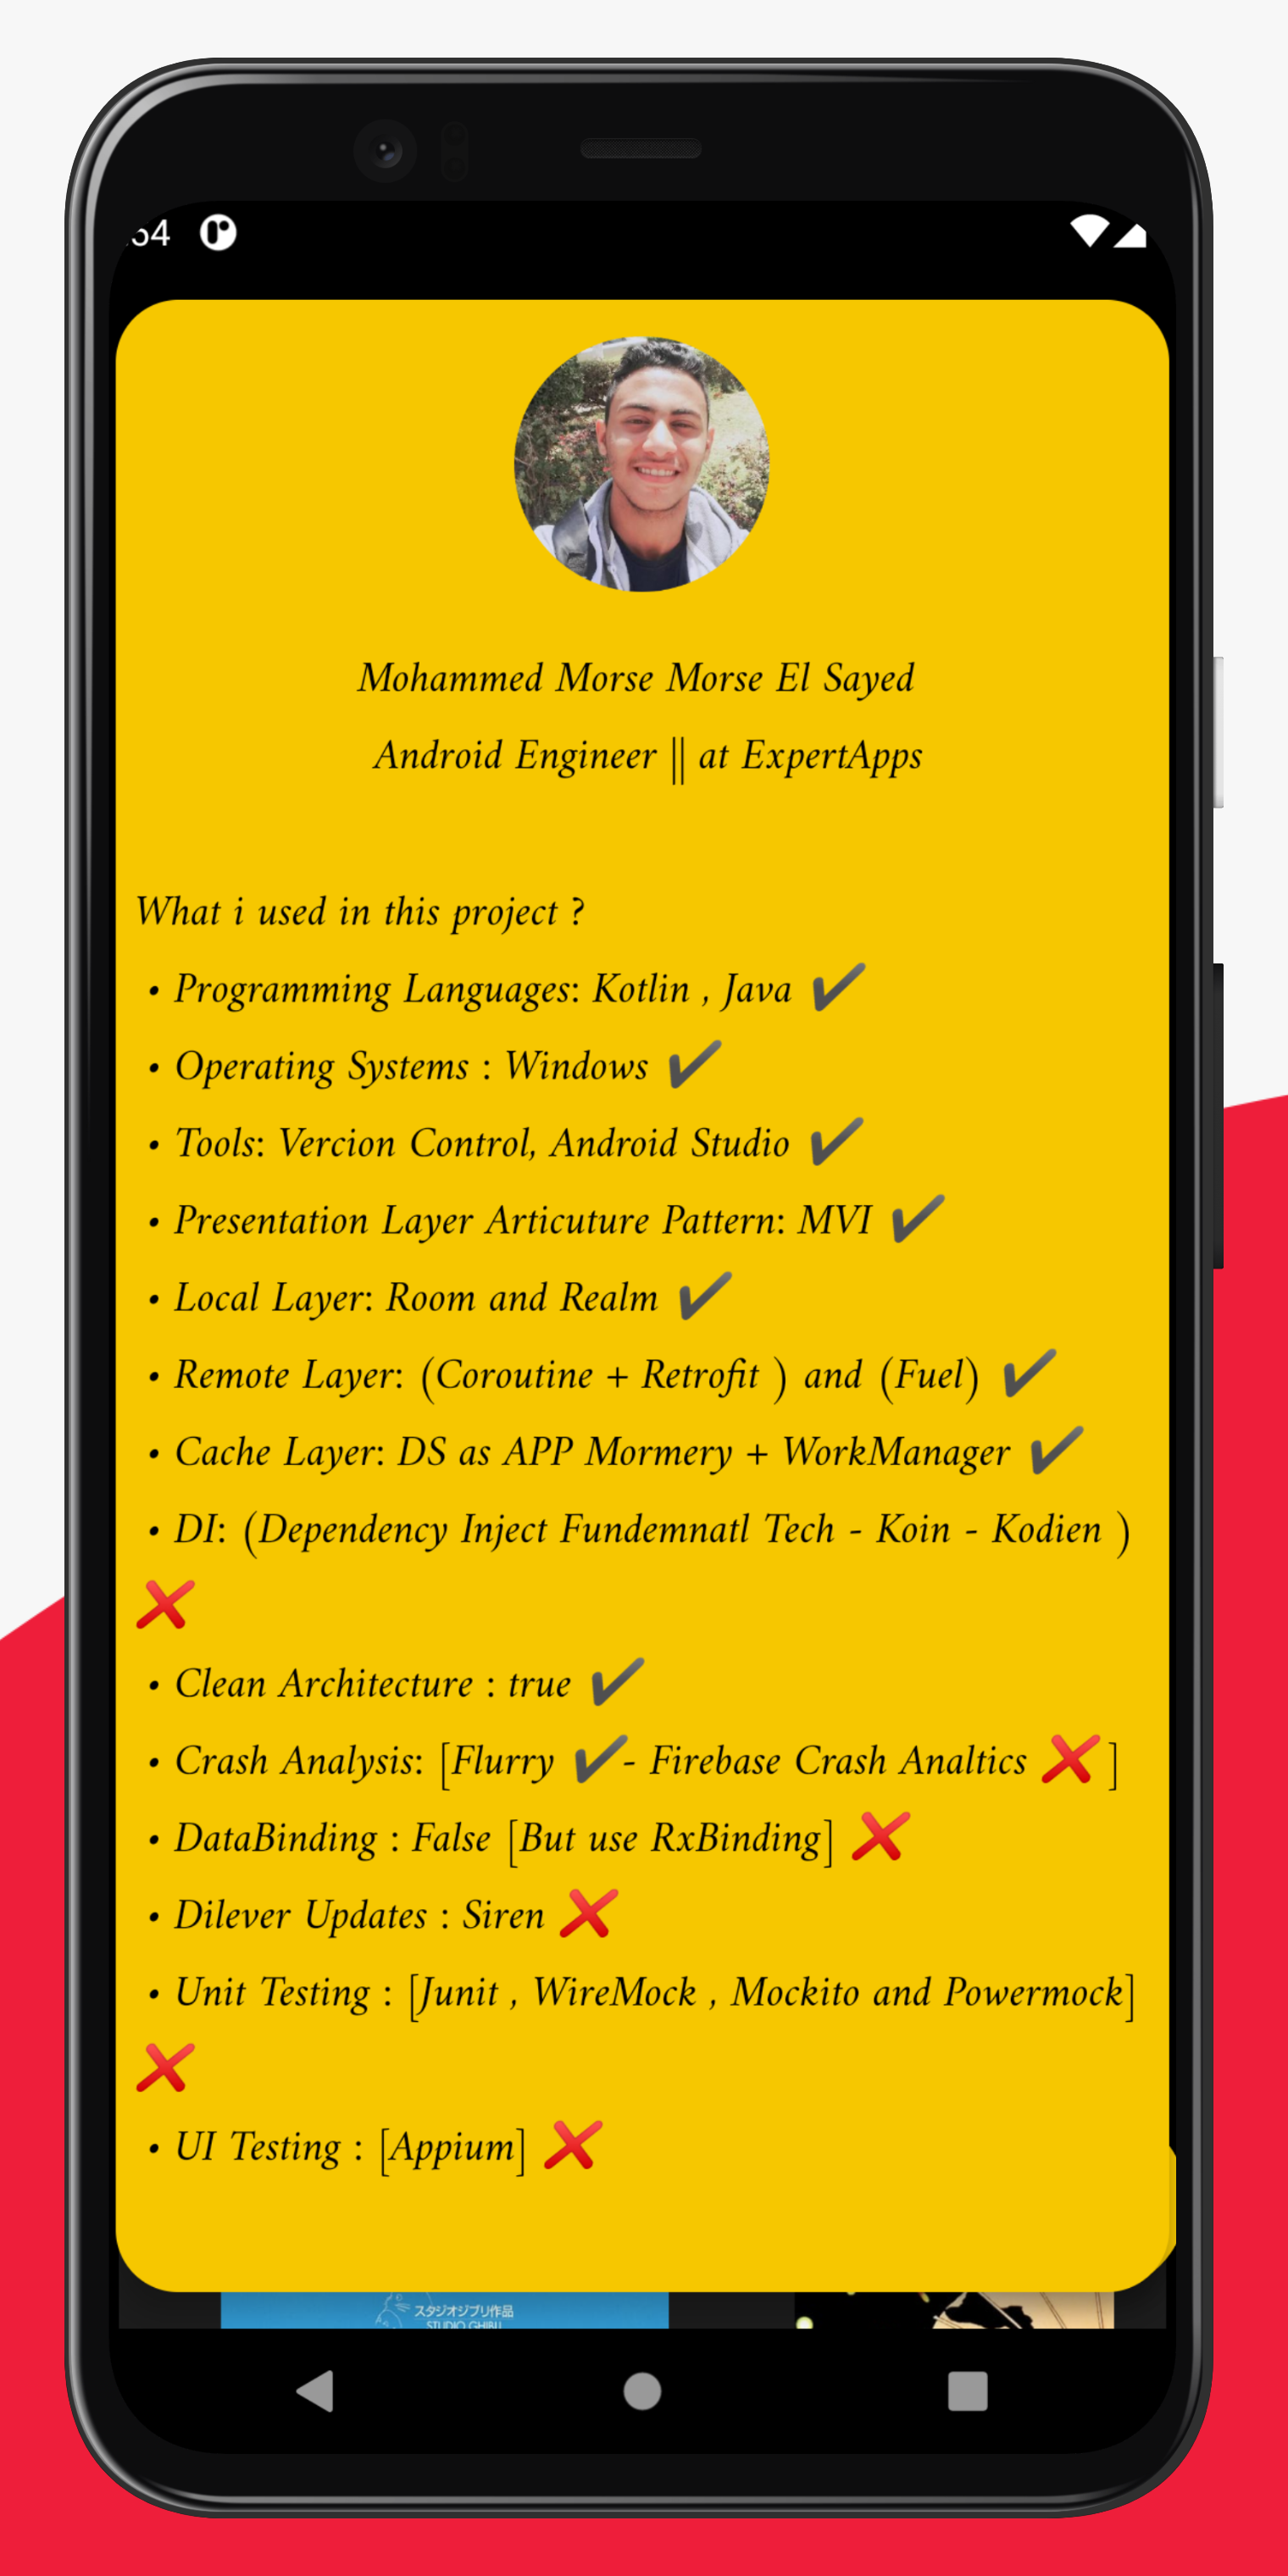 54
Mohammed Morse Morse El Sayed
Android Engineer || at ExpertApps
What i used in this project ?
• Programming Languages: Kotlin , Java ✔
• Operating Systems : Windows ✔
• Tools: Vercion Control, Android Studio ✔
• Presentation Layer Articuture Pattern: MVI ✔
• Local Layer: Room and Realm ✔
• Remote Layer: (Coroutine + Retrofit ) and (Fuel) ✔
• Cache Layer: DS as APP Mormery + WorkManager ✔
• DI: (Dependency Inject Fundemnatl Tech - Koin - Kodien )
❌
• Clean Architecture : true ✔
• Crash Analysis: [Flurry ✔- Firebase Crash Analtics ❌ ]
• DataBinding : False [But use RxBinding] ❌
• Dilever Updates : Siren ❌
• Unit Testing : [Junit , WireMock , Mockito and Powermock]
❌
• UI Testing : [Appium] ❌
スタジオジブリ作品
STUDIO GHIBLI